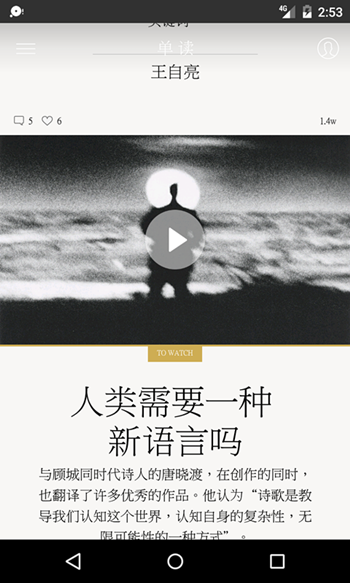 4G 2:53
关键词
单读
王自亮
5 6 1.4w
TO WATCH
人类需要一种
新语言吗
与顾城同时代诗人的唐晓渡，在创作的同时，
也翻译了许多优秀的作品。他认为“诗歌是教
导我们认知这个世界，认知自身的复杂性，无
限可能性的一种方式”。